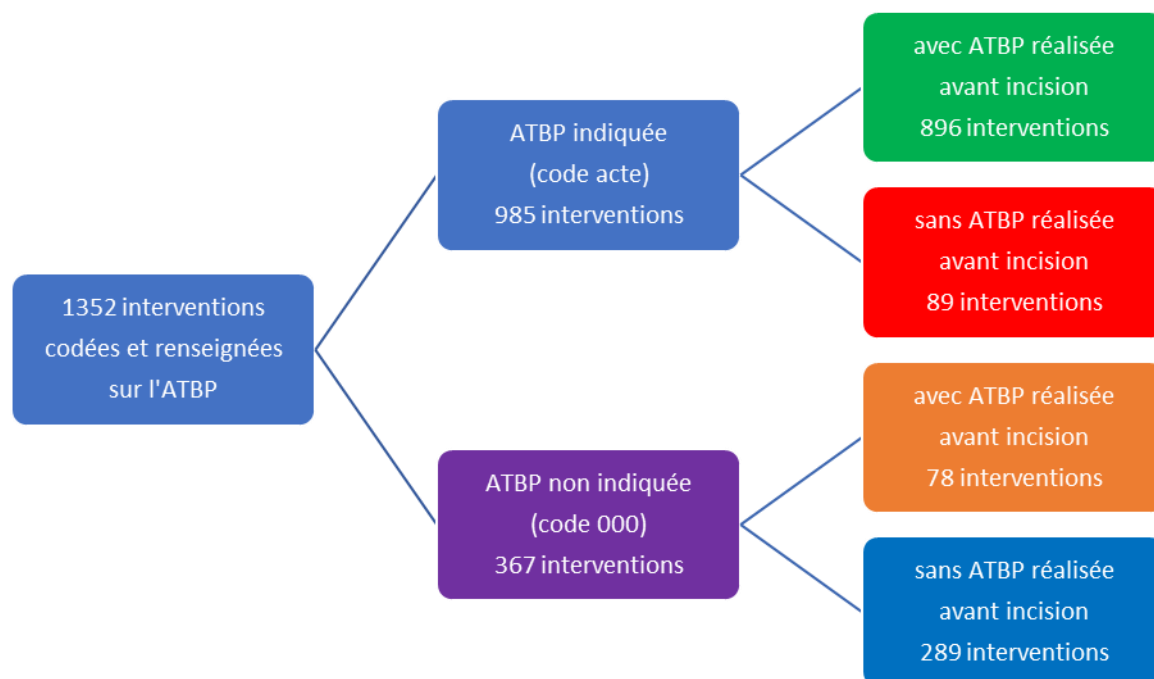 1352 interventions
codées et renseignées
sur l'ATBP
ATBP indiquée
(code acte)
985 interventions
avec ATBP réalisée
avant incision
896 interventions
sans ATBP réalisée
avant incision
89 interventions
ATBP non indiquée
(code 000)
367 interventions
avec ATBP réalisée
avant incision
78 interventions
sans ATBP réalisée
avant incision
289 interventions